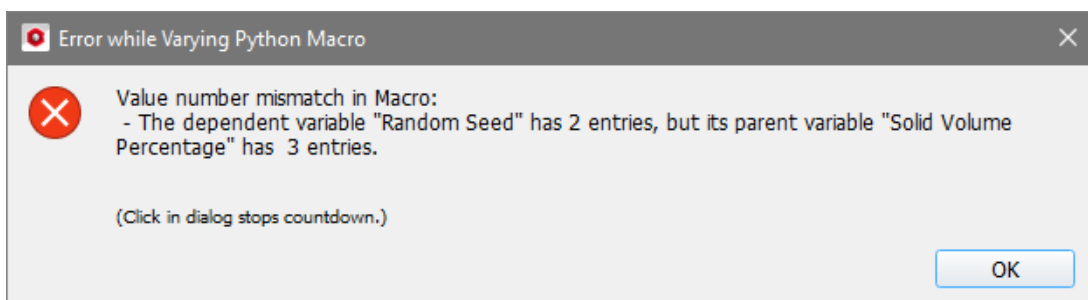 Error while Varying Python Macro
Value number mismatch in Macro:
- The dependent variable "Random Seed" has 2 entries, but its parent variable "Solid Volume
Percentage" has  3 entries.
(Click in dialog stops countdown.)
OK